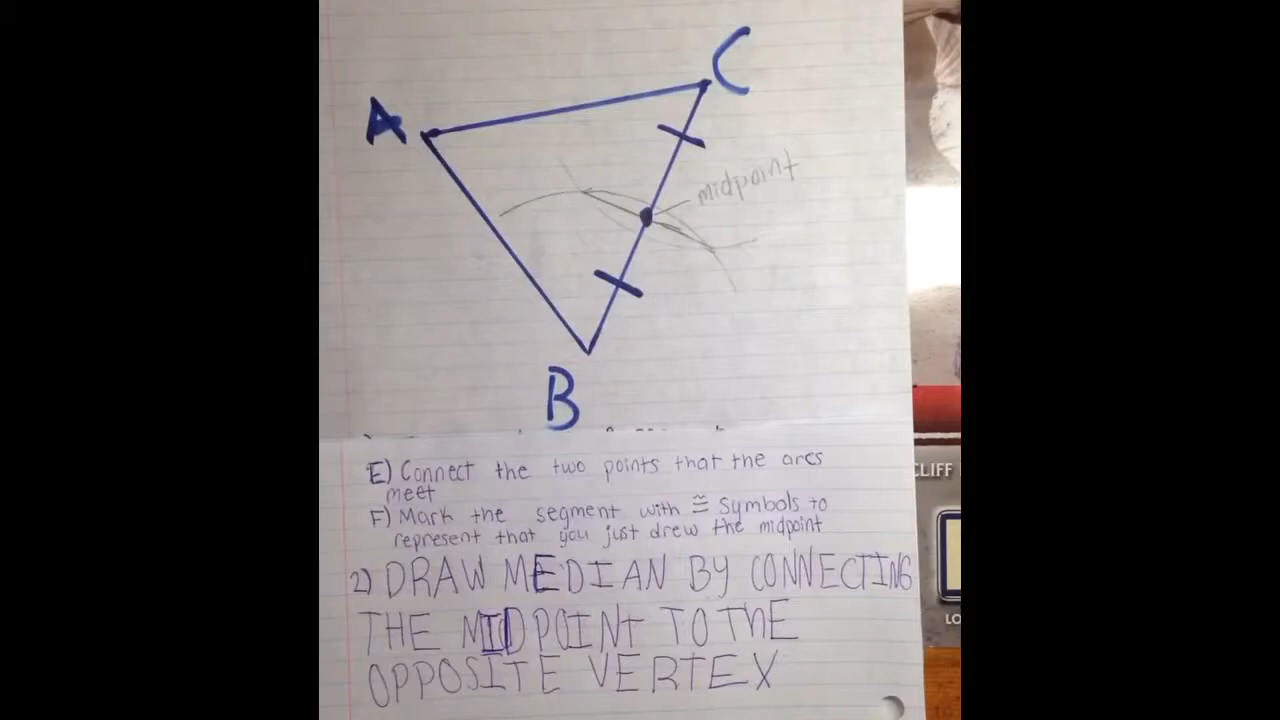 C
A
midpoint
B
E) Connect the two points that the arcs
meet
F) Mark the segment with ≅ symbols to
represent that you just drew the midpoint
2) DRAW MEDIAN BY CONNECTING
THE MIDPOINT TO THE
OPPOSITE VERTEX
CLIFF
LO